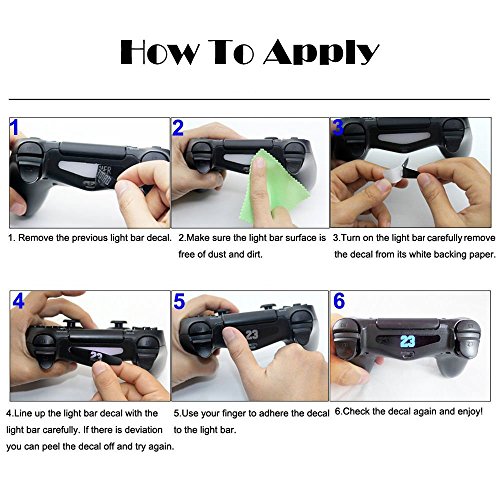 How To Apply
1
2
3
1. Remove the previous light bar decal.
2.Make sure the light bar surface is
free of dust and dirt.
3.Turn on the light bar carefully remove
the decal from its white backing paper.
4
5
6
23
23
23
4.Line up the light bar decal with the
light bar carefully. If there is deviation
you can peel the decal off and try again.
5.Use your finger to adhere the decal
to the light bar.
6.Check the decal again and enjoy!